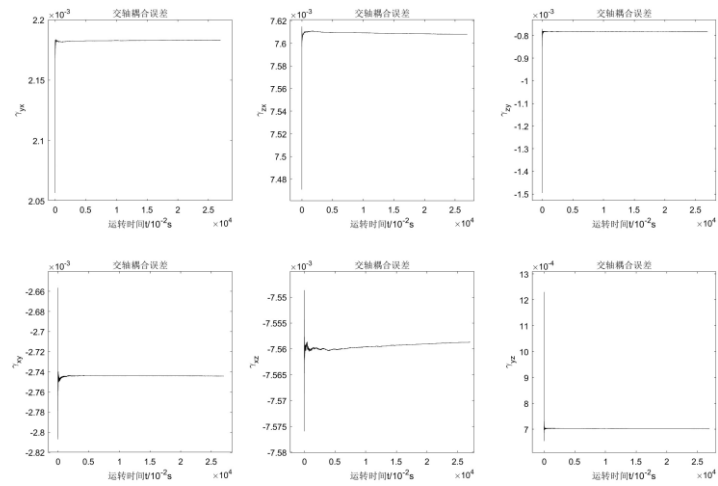 ×10-3
交轴耦合误差
2.2
2.15
2.1
2.05
γyx
0 0.5 1 1.5 2 2.5
运转时间t/10-2s
×104
×10-3
交轴耦合误差
7.62
7.6
7.58
7.56
7.54
7.52
7.5
7.48
γzx
0 0.5 1 1.5 2 2.5
运转时间t/10-2s
×104
×10-3
交轴耦合误差
-0.8
-0.9
-1
-1.1
-1.2
-1.3
-1.4
-1.5
γzy
0 0.5 1 1.5 2 2.5
运转时间t/10-2s
×104
×10-3
交轴耦合误差
-2.66
-2.68
-2.7
-2.72
-2.74
-2.76
-2.78
-2.8
-2.82
γxy
0 0.5 1 1.5 2 2.5
运转时间t/10-2s
×104
×10-3
交轴耦合误差
-7.55
-7.555
-7.56
-7.565
-7.57
-7.575
-7.58
γxz
0 0.5 1 1.5 2 2.5
运转时间t/10-2s
×104
×10-4
交轴耦合误差
13
12
11
10
9
8
7
γyz
0 0.5 1 1.5 2 2.5
运转时间t/10-2s
×104